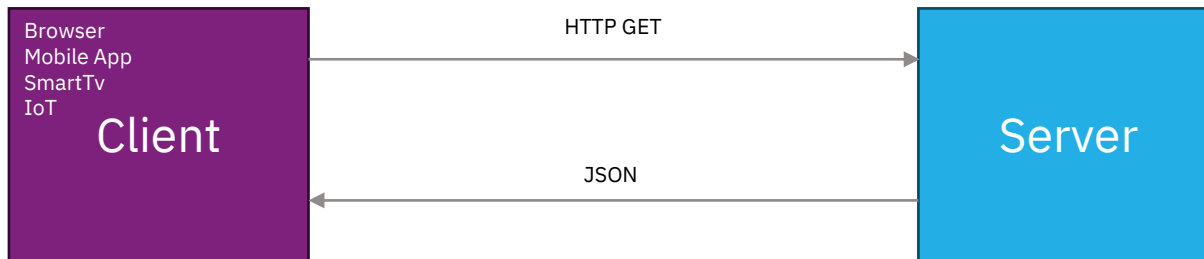 Browser
Mobile App
SmartTv
IoT
Client
HTTP GET
JSON
Server